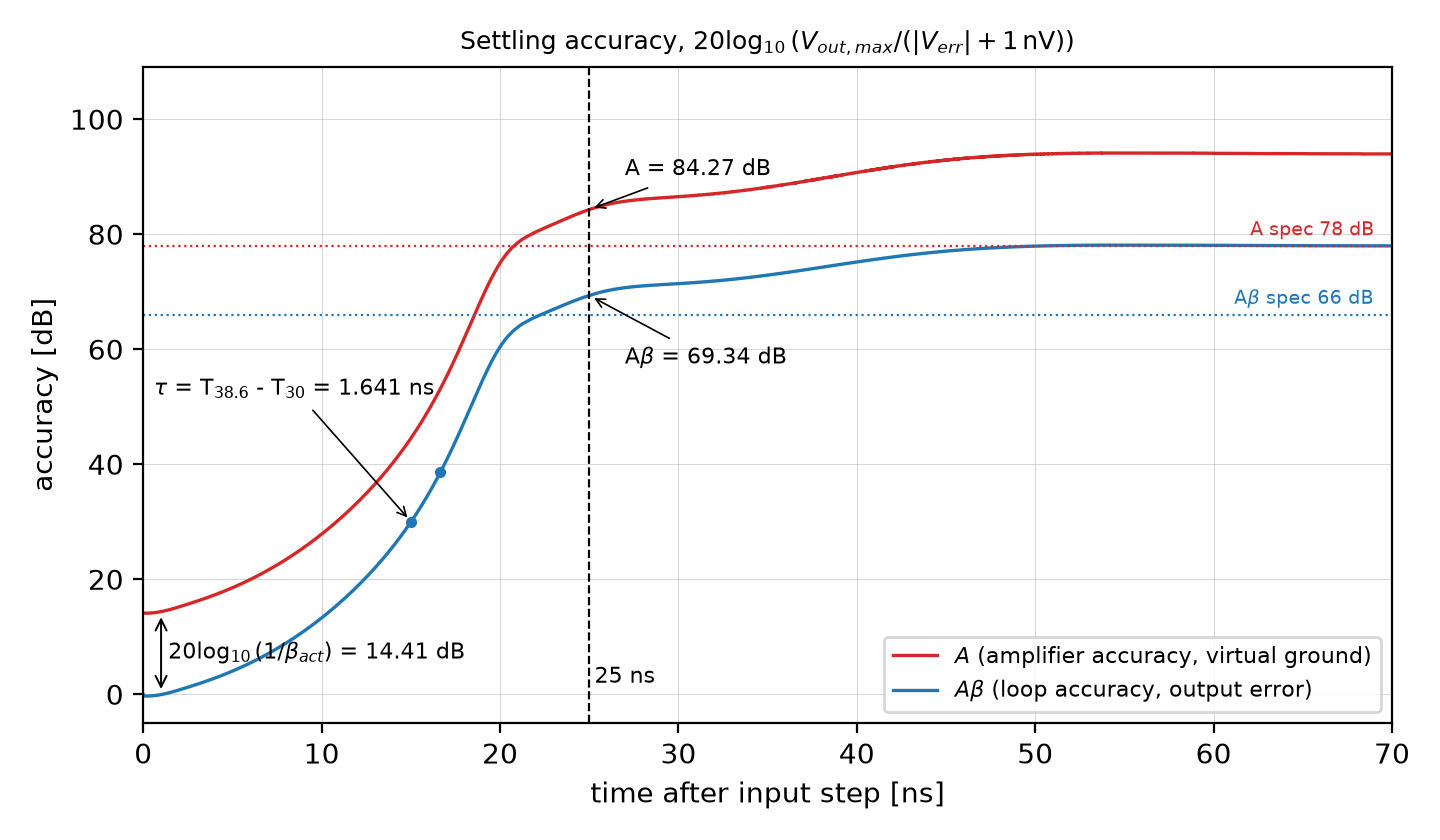 Settling accuracy, 20log₁₀(V_out,max/(|V_err| + 1 nV))
accuracy [dB]
100
80
60
40
20
0
A = 84.27 dB
A spec 78 dB
Aβ spec 66 dB
Aβ = 69.34 dB
τ = T₃₈.₆ - T₃₀ = 1.641 ns
20log₁₀(1/β_act) = 14.41 dB
25 ns
A (amplifier accuracy, virtual ground)
Aβ (loop accuracy, output error)
0 10 20 30 40 50 60 70
time after input step [ns]